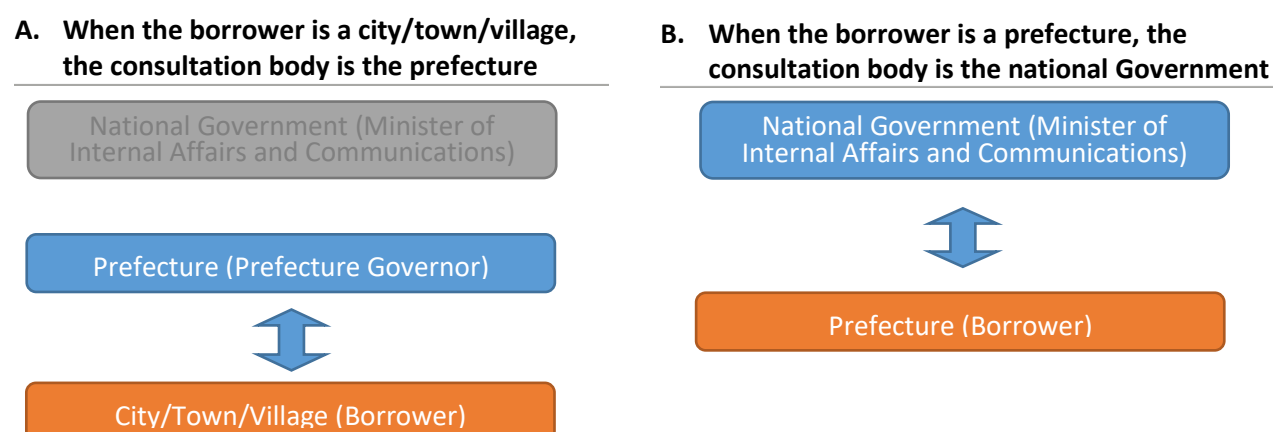 A. When the borrower is a city/town/village,
the consultation body is the prefecture
National Government (Minister of
Internal Affairs and Communications)
Prefecture (Prefecture Governor)
City/Town/Village (Borrower)
B. When the borrower is a prefecture, the
consultation body is the national Government
National Government (Minister of
Internal Affairs and Communications)
Prefecture (Borrower)